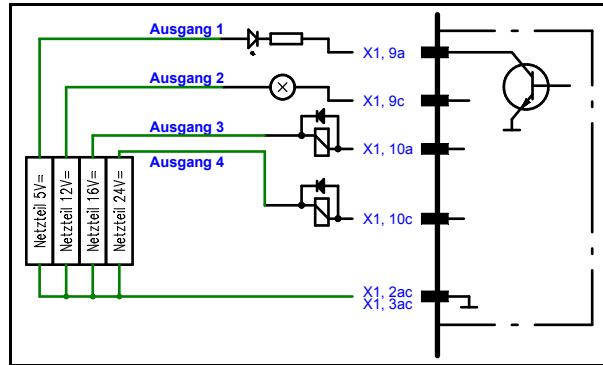 Ausgang 1
X1, 9a
Ausgang 2
X1, 9c
Ausgang 3
X1, 10a
Ausgang 4
Netzteil 5V=
Netzteil 12V=
Netzteil 16V=
Netzteil 24V=
X1, 10c
X1, 2ac
X1, 3ac